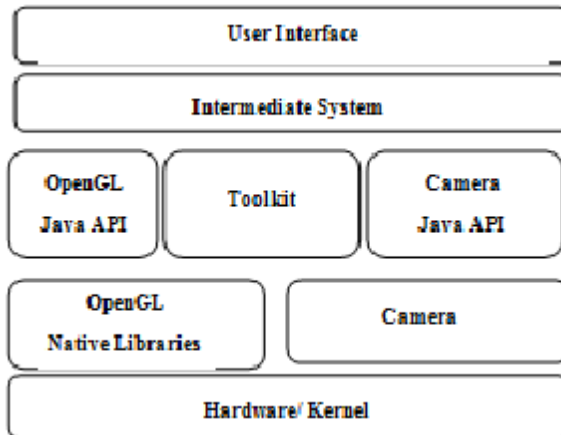 User Interface
Intermediate System
OpenGL
Java API
Toolkit
Camera
Java API
OpenGL
Native Libraries
Camera
Hardware/ Kernel